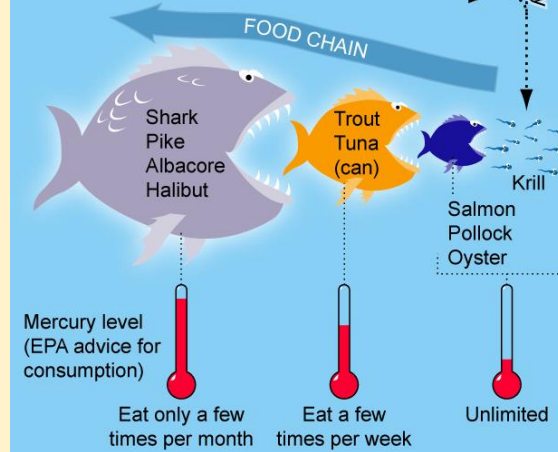 FOOD CHAIN
Shark
Pike
Albacore
Halibut
Trout
Tuna
(can)
Krill
Salmon
Pollock
Oyster
Mercury level
(EPA advice for
consumption)
Eat only a few
times per month
Eat a few
times per week
Unlimited